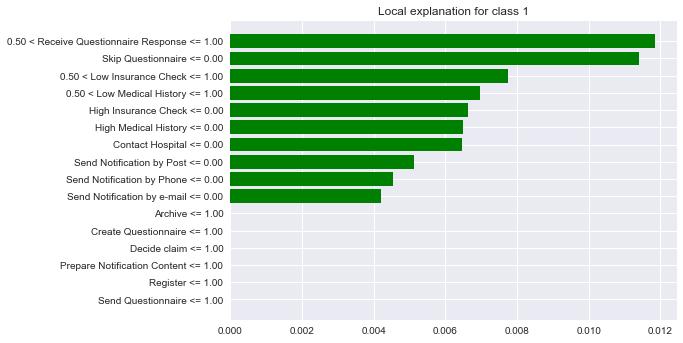 Local explanation for class 1
0.50 < Receive Questionnaire Response <= 1.00
Skip Questionnaire <= 0.00
0.50 < Low Insurance Check <= 1.00
0.50 < Low Medical History <= 1.00
High Insurance Check <= 0.00
High Medical History <= 0.00
Contact Hospital <= 0.00
Send Notification by Post <= 0.00
Send Notification by Phone <= 0.00
Send Notification by e-mail <= 0.00
Archive <= 1.00
Create Questionnaire <= 1.00
Decide claim <= 1.00
Prepare Notification Content <= 1.00
Register <= 1.00
Send Questionnaire <= 1.00
0.000 0.002 0.004 0.006 0.008 0.010 0.012